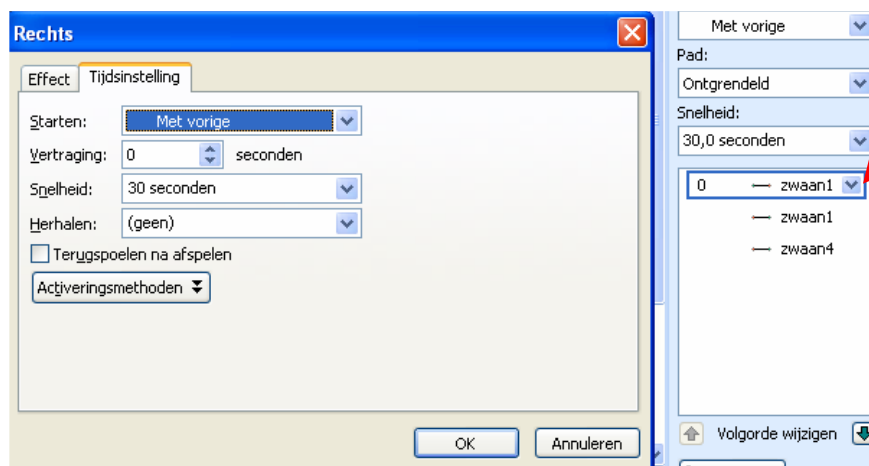 Rechts
Effect
Tijdsinstelling
Starten: Met vorige
Vertraging: 0 seconden
Snelheid: 30 seconden
Herhalen: (geen)
Terugspoelen na afspelen
Activeringsmethoden
OK
Annuleren
Met vorige
Pad:
Ontgrendeld
Snelheid:
30,0 seconden
0 zwaan1
zwaan1
zwaan4
Volgorde wijzigen